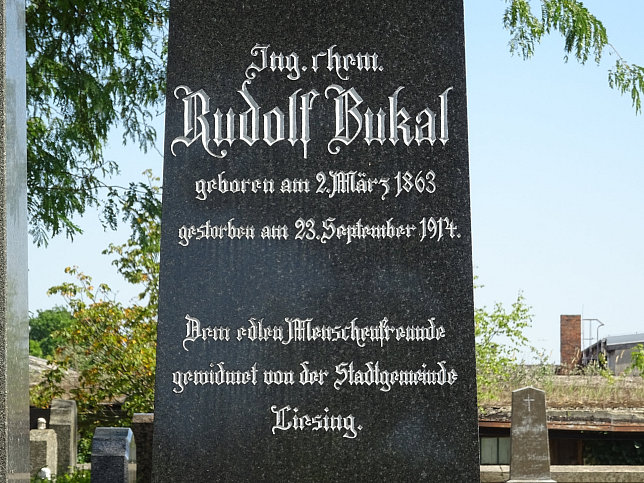 Ing. chem.
Rudolf Bukal
geboren am 2. März 1863
gestorben am 23. September 1914.
Dem edlen Menschenfreunde
gewidmet von der Stadtgemeinde
Liesing.